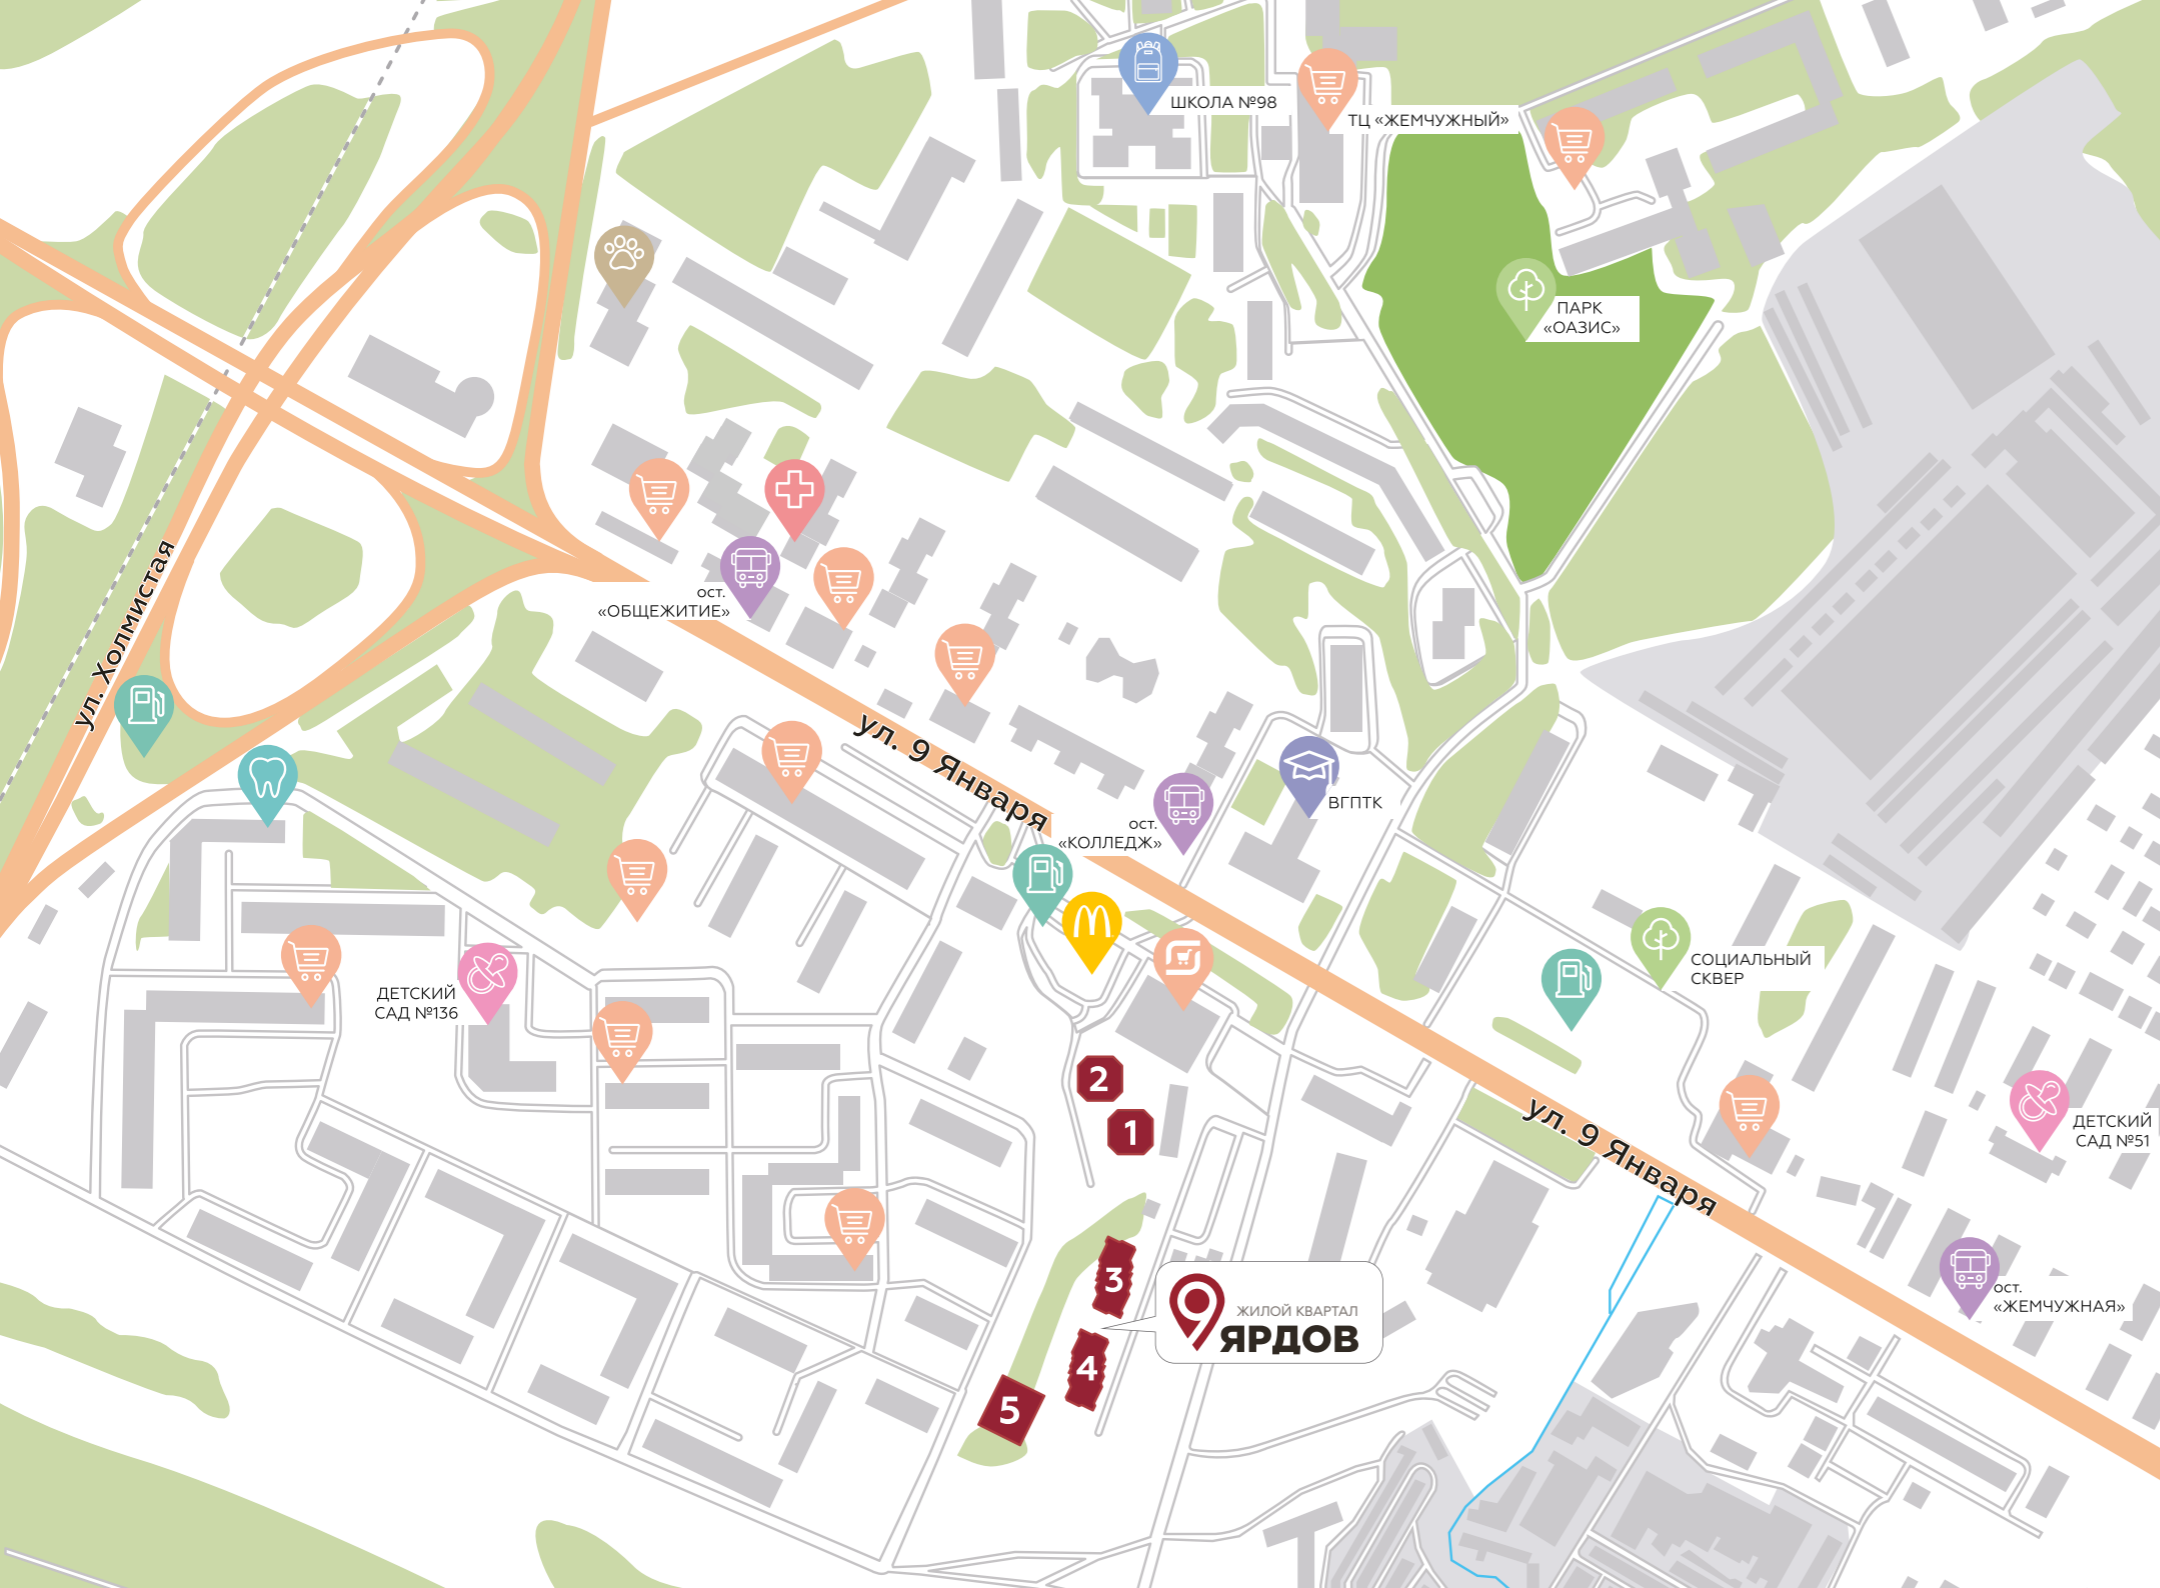 ШКОЛА №98
ТЦ «ЖЕМЧУЖНЫЙ»
ПАРК
«ОАЗИС»
ул. Холмистая
ост.
«ОБЩЕЖИТИЕ»
ул. 9 Января
ост.
«КОЛЛЕДЖ»
ВГПТК
СОЦИАЛЬНЫЙ
СКВЕР
ДЕТСКИЙ
САД №136
2
1
ул. 9 Января
ДЕТСКИЙ
САД №51
ост.
«ЖЕМЧУЖНАЯ»
3
4
5
9
ЖИЛОЙ КВАРТАЛ
ЯРДОВ